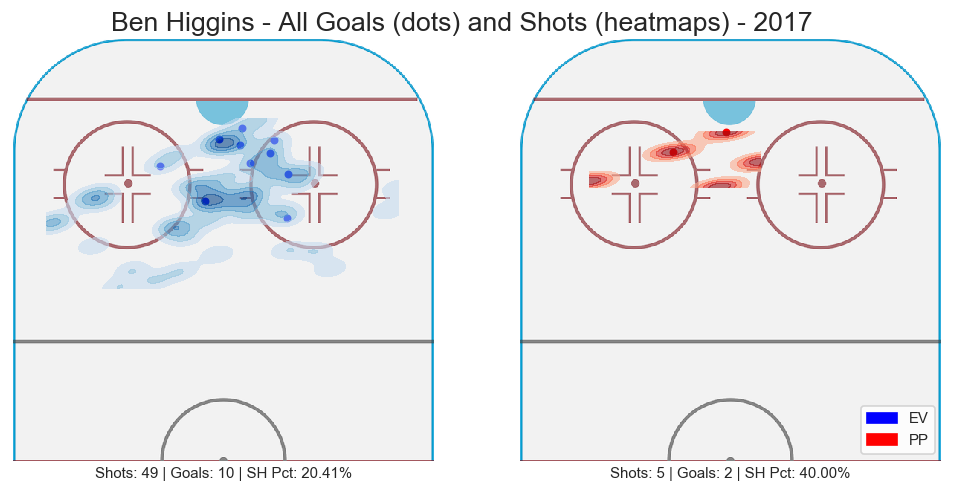 Ben Higgins - All Goals (dots) and Shots (heatmaps) - 2017
EV
PP
Shots: 49 | Goals: 10 | SH Pct: 20.41%
Shots: 5 | Goals: 2 | SH Pct: 40.00%